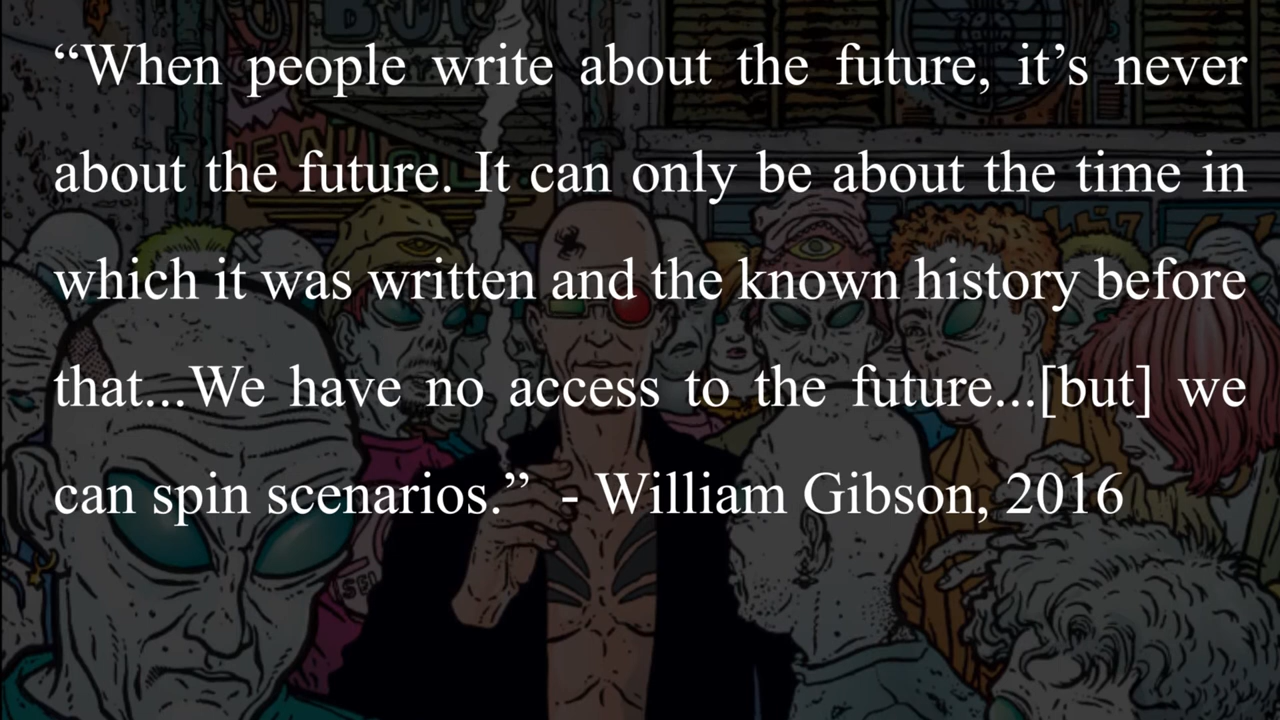 “When people write about the future, it’s never
about the future. It can only be about the time in
which it was written and the known history before
that...We have no access to the future...[but] we
can spin scenarios.”  - William Gibson, 2016